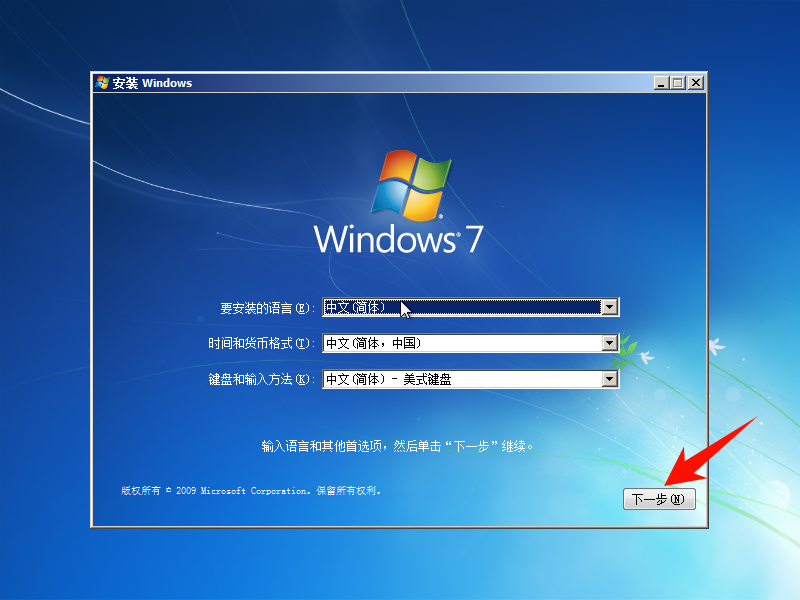 安装 Windows
Windows® 7
要安装的语言(E): 中文(简体)
时间和货币格式(T): 中文(简体，中国)
键盘和输入方法(K): 中文(简体) - 美式键盘
输入语言和其他首选项，然后单击“下一步”继续。
版权所有 © 2009 Microsoft Corporation。保留所有权利。
下一步(N)